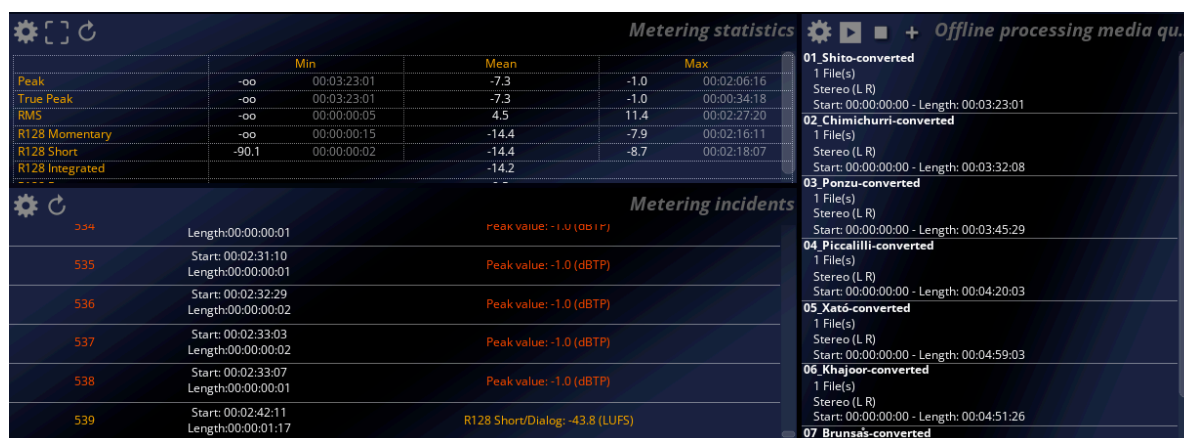 Metering statistics
Min Mean Max
Peak -oo 00:03:23:01 -7.3 -1.0 00:02:06:16
True Peak -oo 00:03:23:01 -7.3 -1.0 00:00:34:18
RMS -oo 00:00:00:05 4.5 11.4 00:02:27:20
R128 Momentary -oo 00:00:00:15 -14.4 -7.9 00:02:16:11
R128 Short -90.1 00:00:00:02 -14.4 -8.7 00:02:18:07
R128 Integrated -14.2
Metering incidents
534 Peak value: -1.0 (dBTP)
Length:00:00:00:01
Start: 00:02:31:10
535 Peak value: -1.0 (dBTP)
Length:00:00:00:01
Start: 00:02:32:29
536 Peak value: -1.0 (dBTP)
Length:00:00:00:02
Start: 00:02:33:03
537 Peak value: -1.0 (dBTP)
Length:00:00:00:02
Start: 00:02:33:07
538 Peak value: -1.0 (dBTP)
Length:00:00:00:01
Start: 00:02:42:11
539 R128 Short/Dialog: -43.8 (LUFS)
Length:00:00:01:17
Offline processing media qu..
01_Shito-converted
1 File(s)
Stereo (L R)
Start: 00:00:00:00 - Length: 00:03:23:01
02_Chimichurri-converted
1 File(s)
Stereo (L R)
Start: 00:00:00:00 - Length: 00:03:32:08
03_Ponzu-converted
1 File(s)
Stereo (L R)
Start: 00:00:00:00 - Length: 00:03:45:29
04_Piccalilli-converted
1 File(s)
Stereo (L R)
Start: 00:00:00:00 - Length: 00:04:20:03
05_Xató-converted
1 File(s)
Stereo (L R)
Start: 00:00:00:00 - Length: 00:04:59:03
06_Khajoor-converted
1 File(s)
Stereo (L R)
Start: 00:00:00:00 - Length: 00:04:51:26
07_Brunsås-converted